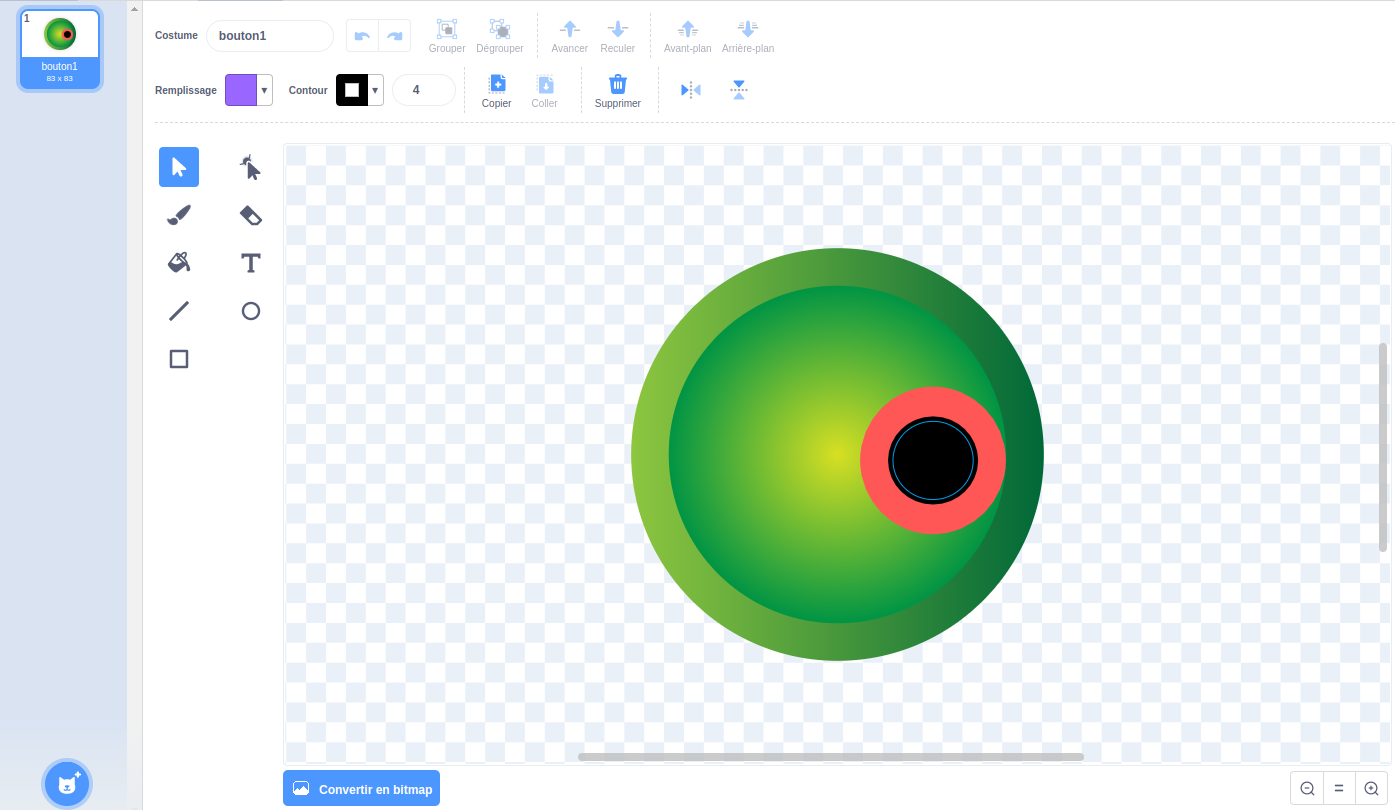 1
bouton1
83 x 83
Costume bouton1
Grouper Dégrouper Avancer Reculer Avant-plan Arrière-plan
Remplissage Contour 4
Copier Coller Supprimer
T
Convertir en bitmap